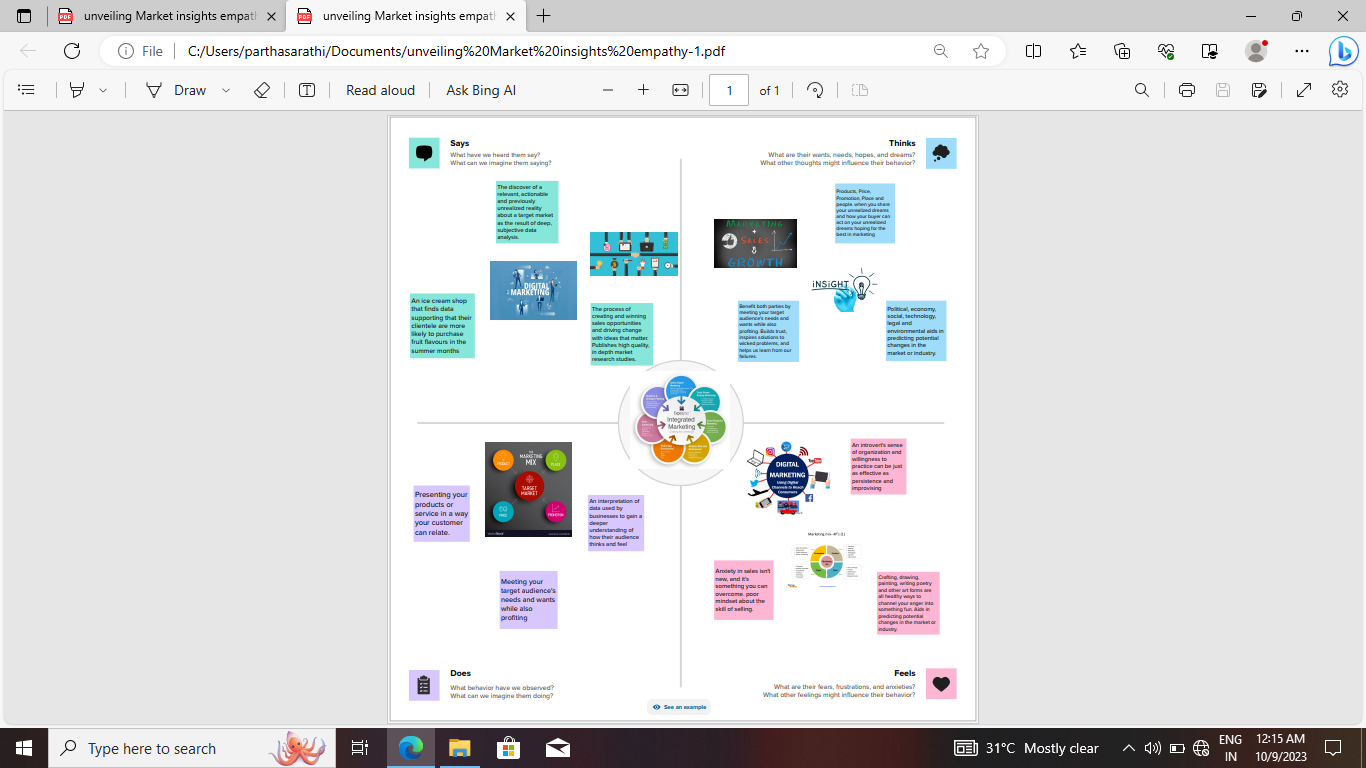 unveiling Market insights empath
unveiling Market insights empath
File
C:/Users/parthasarathi/Documents/unveiling%20Market%20insights%20empathy-1.pdf
Draw
Read aloud
Ask Bing AI
1
of 1
Says
What have we heard them say?
What can we imagine them saying?
Thinks
What are their wants, needs, hopes, and dreams?
What other thoughts might influence their behavior?
The discover of a
relevant, actionable
and previously
unrealized reality
about a target market
as the result of deep,
subjective data
analysis.
Products, Price,
Promotion, Place and
people. when you share
your unrealized dreams
and how your buyer can
act on your unrealized
dreams hoping for the
best in marketing
MARKETING
+
SALES
GROWTH
DIGITAL
MARKETING
INSIGHT
An ice cream shop
that finds data
supporting that their
clientele are more
likely to purchase
fruit flavours in the
summer months
The process of
creating and winning
sales opportunities
and driving change
with ideas that matter.
Publishes high quality,
in depth market
research studies.
Benefit both parties by
meeting your target
audience's needs and
wants while also
profiting. Builds trust,
inspires solutions to
wicked problems, and
helps us learn from our
failures.
Political, economy,
social, technology,
legal and
environmental aids in
predicting potential
changes in the
market or industry.
Integrated
Marketing
MARKETING
MIX
PRODUCT
PLACE
TARGET
MARKET
PRICE
PROMOTION
Presenting your
products or
service in a way
your customer
can relate.
An interpretation of
data used by
businesses to gain a
deeper
understanding of
how their audience
thinks and feel
Meeting your
target audience's
needs and wants
while also
profiting
DIGITAL
MARKETING
Using Digital
Channels to Reach
Consumers
An introvert's sense
of organization and
willingness to
practice can be just
as effective as
persistence and
improvising
Marketing mix- 4P's (1)
Anxiety in sales isn't
new, and it's
something you can
overcome. poor
mindset about the
skill of selling.
Crafting, drawing,
painting, writing poetry
and other art forms are
all healthy ways to
channel your anger into
something fun. Aids in
predicting potential
changes in the market or
industry.
Does
What behavior have we observed?
What can we imagine them doing?
Feels
What are their fears, frustrations, and anxieties?
What other feelings might influence their behavior?
See an example
Type here to search
31°C Mostly clear
ENG
IN
12:15 AM
10/9/2023